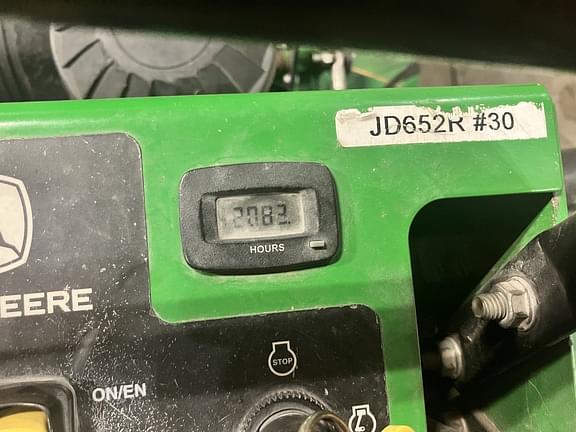 JD652R #30
2083
HOURS
EERE
STOP
ON/EN